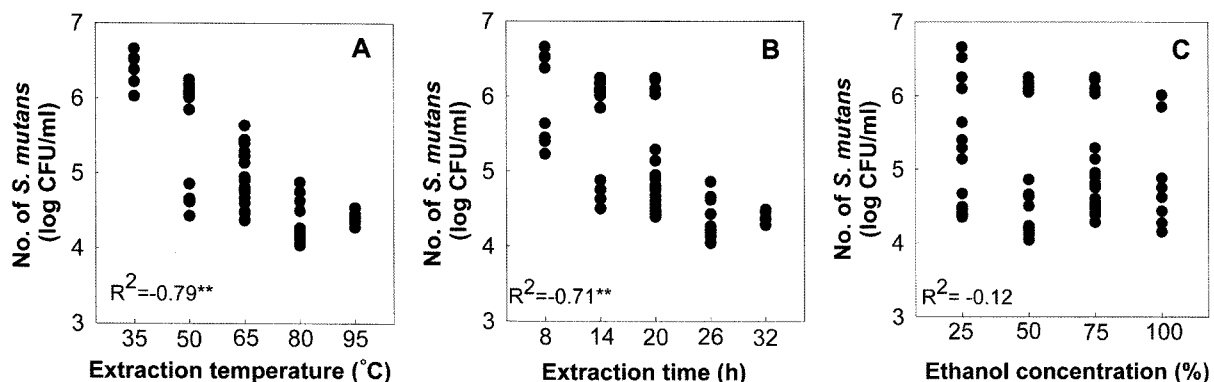 A
No. of S. mutans
(log CFU/ml)
7
6
5
4
3
R²=-0.79**
35 50 65 80 95
Extraction temperature (°C)
B
No. of S. mutans
(log CFU/ml)
7
6
5
4
3
R²=-0.71**
8 14 20 26 32
Extraction time (h)
C
No. of S. mutans
(log CFU/ml)
7
6
5
4
3
R²= -0.12
25 50 75 100
Ethanol concentration (%)